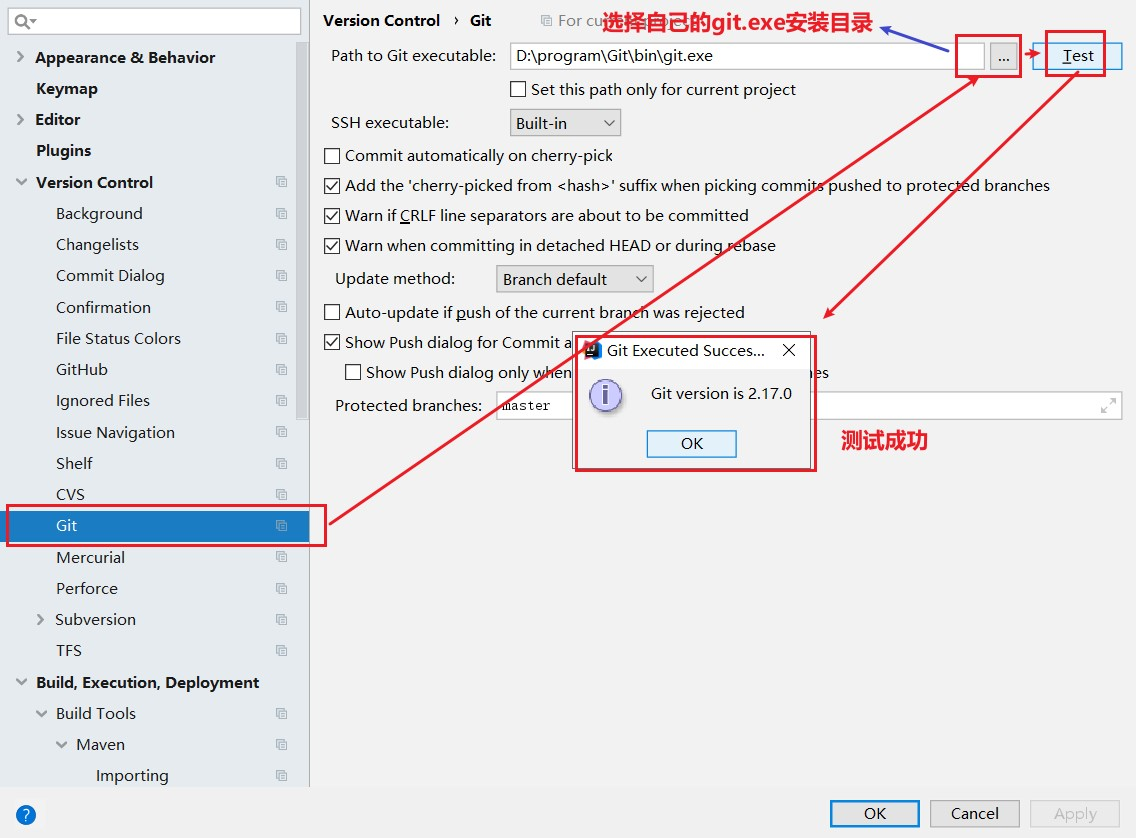 Version Control › Git
For cu
选择自己的git.exe安装目录
Appearance & Behavior
Keymap
Editor
Plugins
Version Control
Background
Changelists
Commit Dialog
Confirmation
File Status Colors
GitHub
Ignored Files
Issue Navigation
Shelf
CVS
Git
Mercurial
Perforce
Subversion
TFS
Build, Execution, Deployment
Build Tools
Maven
Importing
Path to Git executable: D:\program\Git\bin\git.exe ... Test
Set this path only for current project
SSH executable: Built-in
Commit automatically on cherry-pick
Add the 'cherry-picked from <hash>' suffix when picking commits pushed to protected branches
Warn if CRLF line separators are about to be committed
Warn when committing in detached HEAD or during rebase
Update method: Branch default
Auto-update if push of the current branch was rejected
Show Push dialog for Commit a
Show Push dialog only when
Protected branches: master
Git Executed Succes...
Git version is 2.17.0
OK
测试成功
? OK Cancel Apply